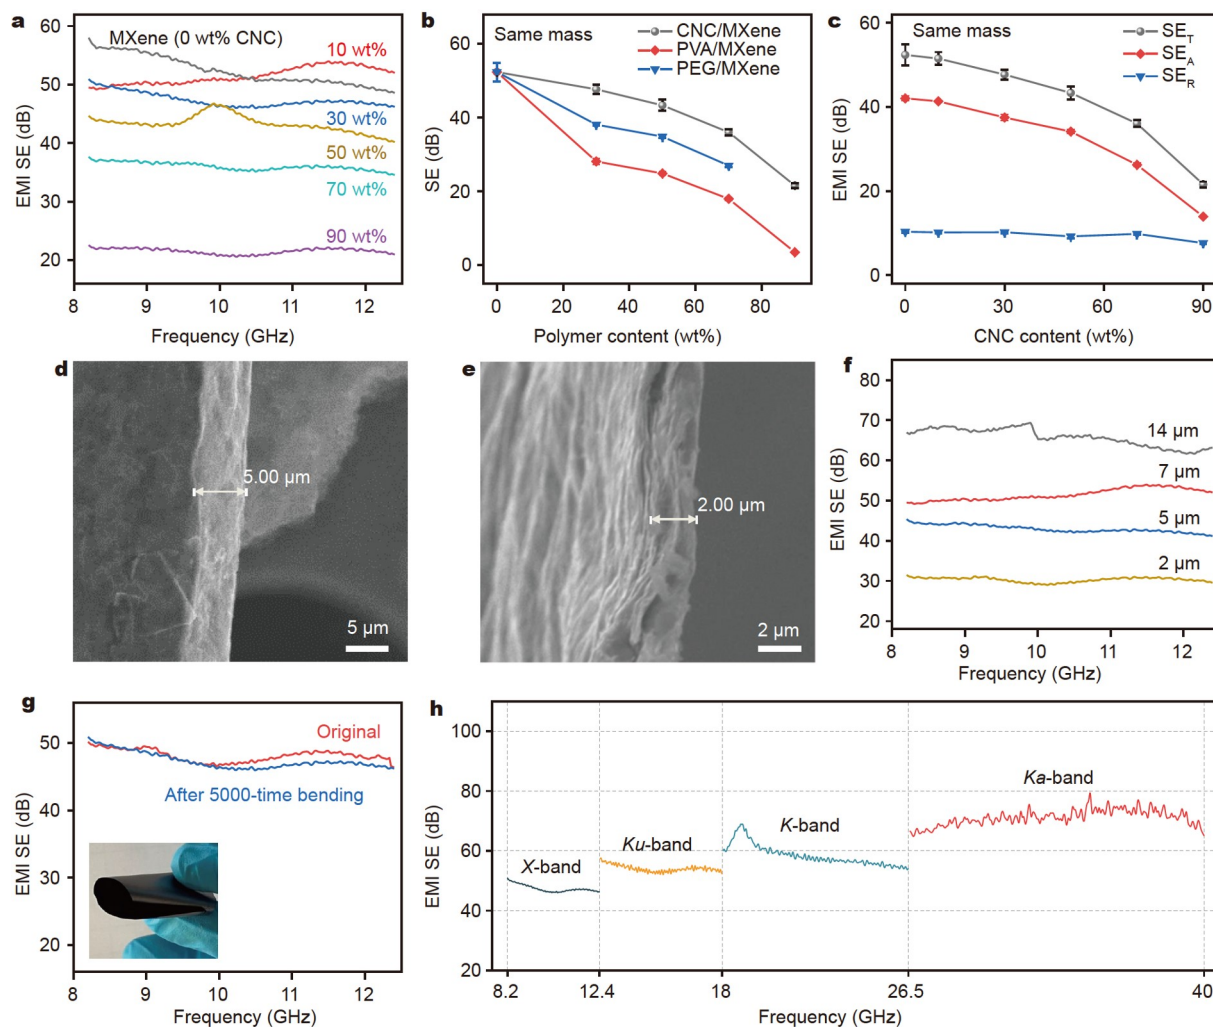 a
MXene (0 wt% CNC)
10 wt%
30 wt%
50 wt%
70 wt%
90 wt%
60
50
40
30
20
EMI SE (dB)
9
10
11
12
Frequency (GHz)
b
Same mass
CNC/MXene
PVA/MXene
PEG/MXene
60
40
20
0
SE (dB)
0
20
40
60
80
Polymer content (wt%)
c
Same mass
SE_T
SE_A
SE_R
60
40
20
0
EMI SE (dB)
0
30
60
90
CNC content (wt%)
d
5.00 µm
5 µm
e
2.00 µm
2 µm
f
14 µm
7 µm
5 µm
2 µm
80
70
60
50
40
30
20
EMI SE (dB)
9
10
11
12
Frequency (GHz)
g
Original
After 5000-time bending
50
40
30
20
EMI SE (dB)
8
9
10
11
12
Frequency (GHz)
h
X-band
Ku-band
K-band
Ka-band
100
80
60
40
20
EMI SE (dB)
8.2
12.4
18
26.5
40
Frequency (GHz)